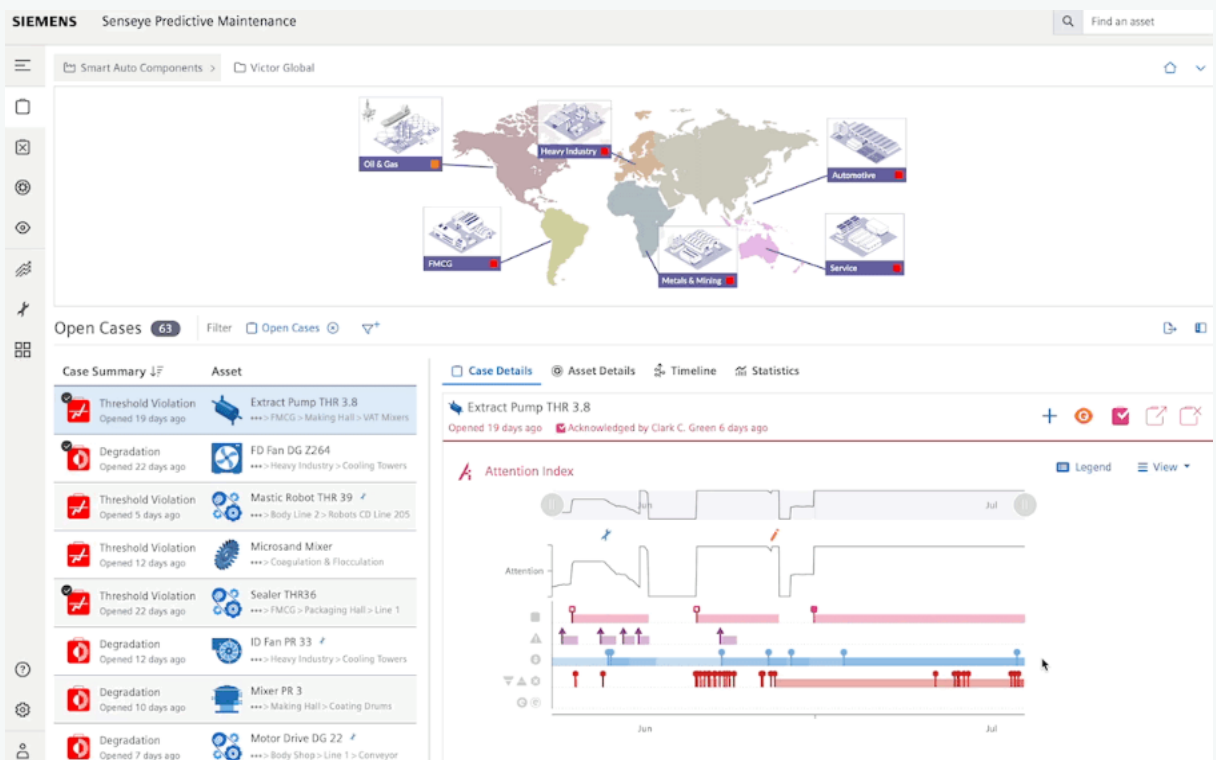 SIEMENS Senseye Predictive Maintenance
Find an asset
Smart Auto Components > Victor Global
Oil & Gas
Heavy Industry
Automotive
FMCG
Metals & Mining
Service
Open Cases 63 Filter Open Cases
Case Summary Asset
Threshold Violation
Opened 19 days ago
Extract Pump THR 3.8
••• > FMCG > Making Hall > VAT Mixers
Degradation
Opened 22 days ago
FD Fan DG Z264
••• > Heavy Industry > Cooling Towers
Threshold Violation
Opened 5 days ago
Mastic Robot THR 39
••• > Body Line 2 > Robots CD Line 205
Threshold Violation
Opened 12 days ago
Microsand Mixer
••• > Coagulation & Flocculation
Threshold Violation
Opened 22 days ago
Sealer THR36
••• > FMCG > Packaging Hall > Line 1
Degradation
Opened 12 days ago
ID Fan PR 33
••• > Heavy Industry > Cooling Towers
Degradation
Opened 10 days ago
Mixer PR 3
••• > Making Hall > Coating Drums
Degradation
Opened 7 days ago
Motor Drive DG 22
••• > Body Shop > Line 1 > Conveyor
Case Details Asset Details Timeline Statistics
Extract Pump THR 3.8
Opened 19 days ago Acknowledged by Clark C. Green 6 days ago
Attention Index
Legend View
Jun Jul
Attention
Jun Jul